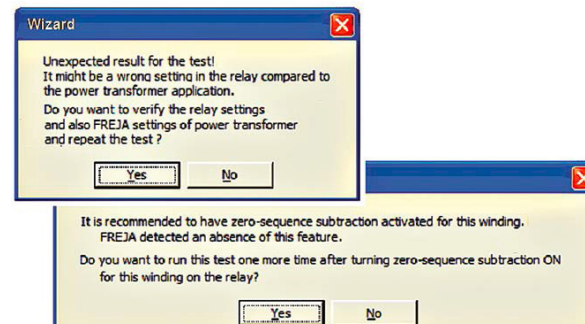 Wizard
Unexpected result for the test!
It might be a wrong setting in the relay compared to
the power transformer application.
Do you want to verify the relay settings
and also FREJA settings of power transformer
and repeat the test ?
Yes
No
It is recommended to have zero-sequence subtraction activated for this winding.
FREJA detected an absence of this feature.
Do you want to run this test one more time after turning zero-sequence subtraction ON
for this winding on the relay?
Yes
No